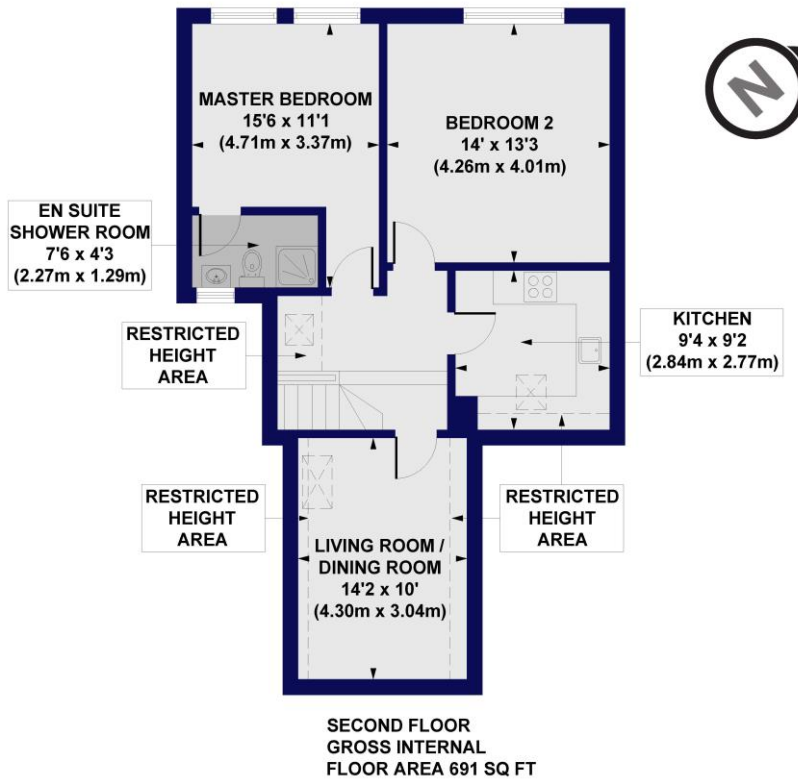 MASTER BEDROOM
15'6 x 11'1
(4.71m x 3.37m)
BEDROOM 2
14' x 13'3
(4.26m x 4.01m)
N
EN SUITE
SHOWER ROOM
7'6 x 4'3
(2.27m x 1.29m)
RESTRICTED
HEIGHT
AREA
KITCHEN
9'4 x 9'2
(2.84m x 2.77m)
RESTRICTED
HEIGHT
AREA
RESTRICTED
HEIGHT
AREA
LIVING ROOM /
DINING ROOM
14'2 x 10'
(4.30m x 3.04m)
SECOND FLOOR
GROSS INTERNAL
FLOOR AREA 691 SQ FT